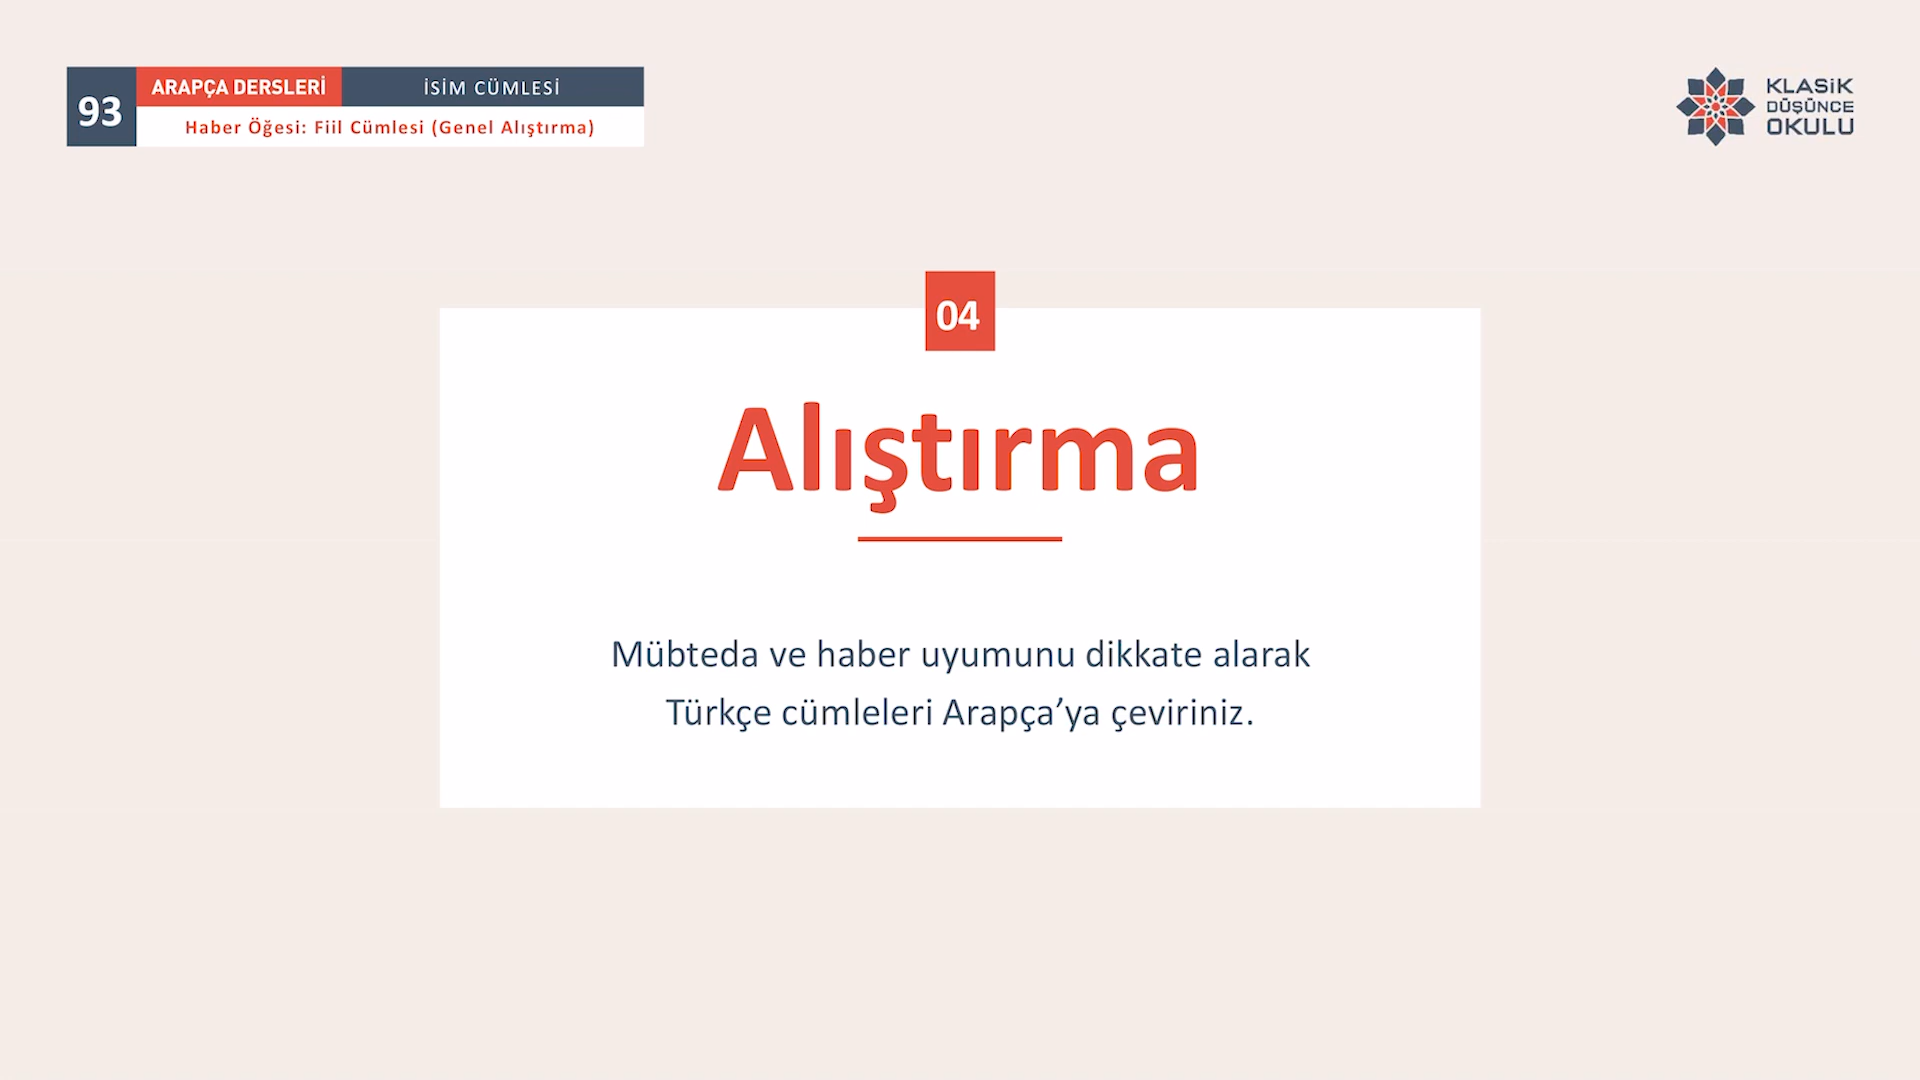 93
ARAPÇA DERSLERİ
İSİM CÜMLESİ
Haber Öğesi: Fiil Cümlesi (Genel Alıştırma)
KLASİK
DÜŞÜNCE
OKULU
04
Alıştırma
Mübteda ve haber uyumunu dikkate alarak
Türkçe cümleleri Arapça’ya çeviriniz.